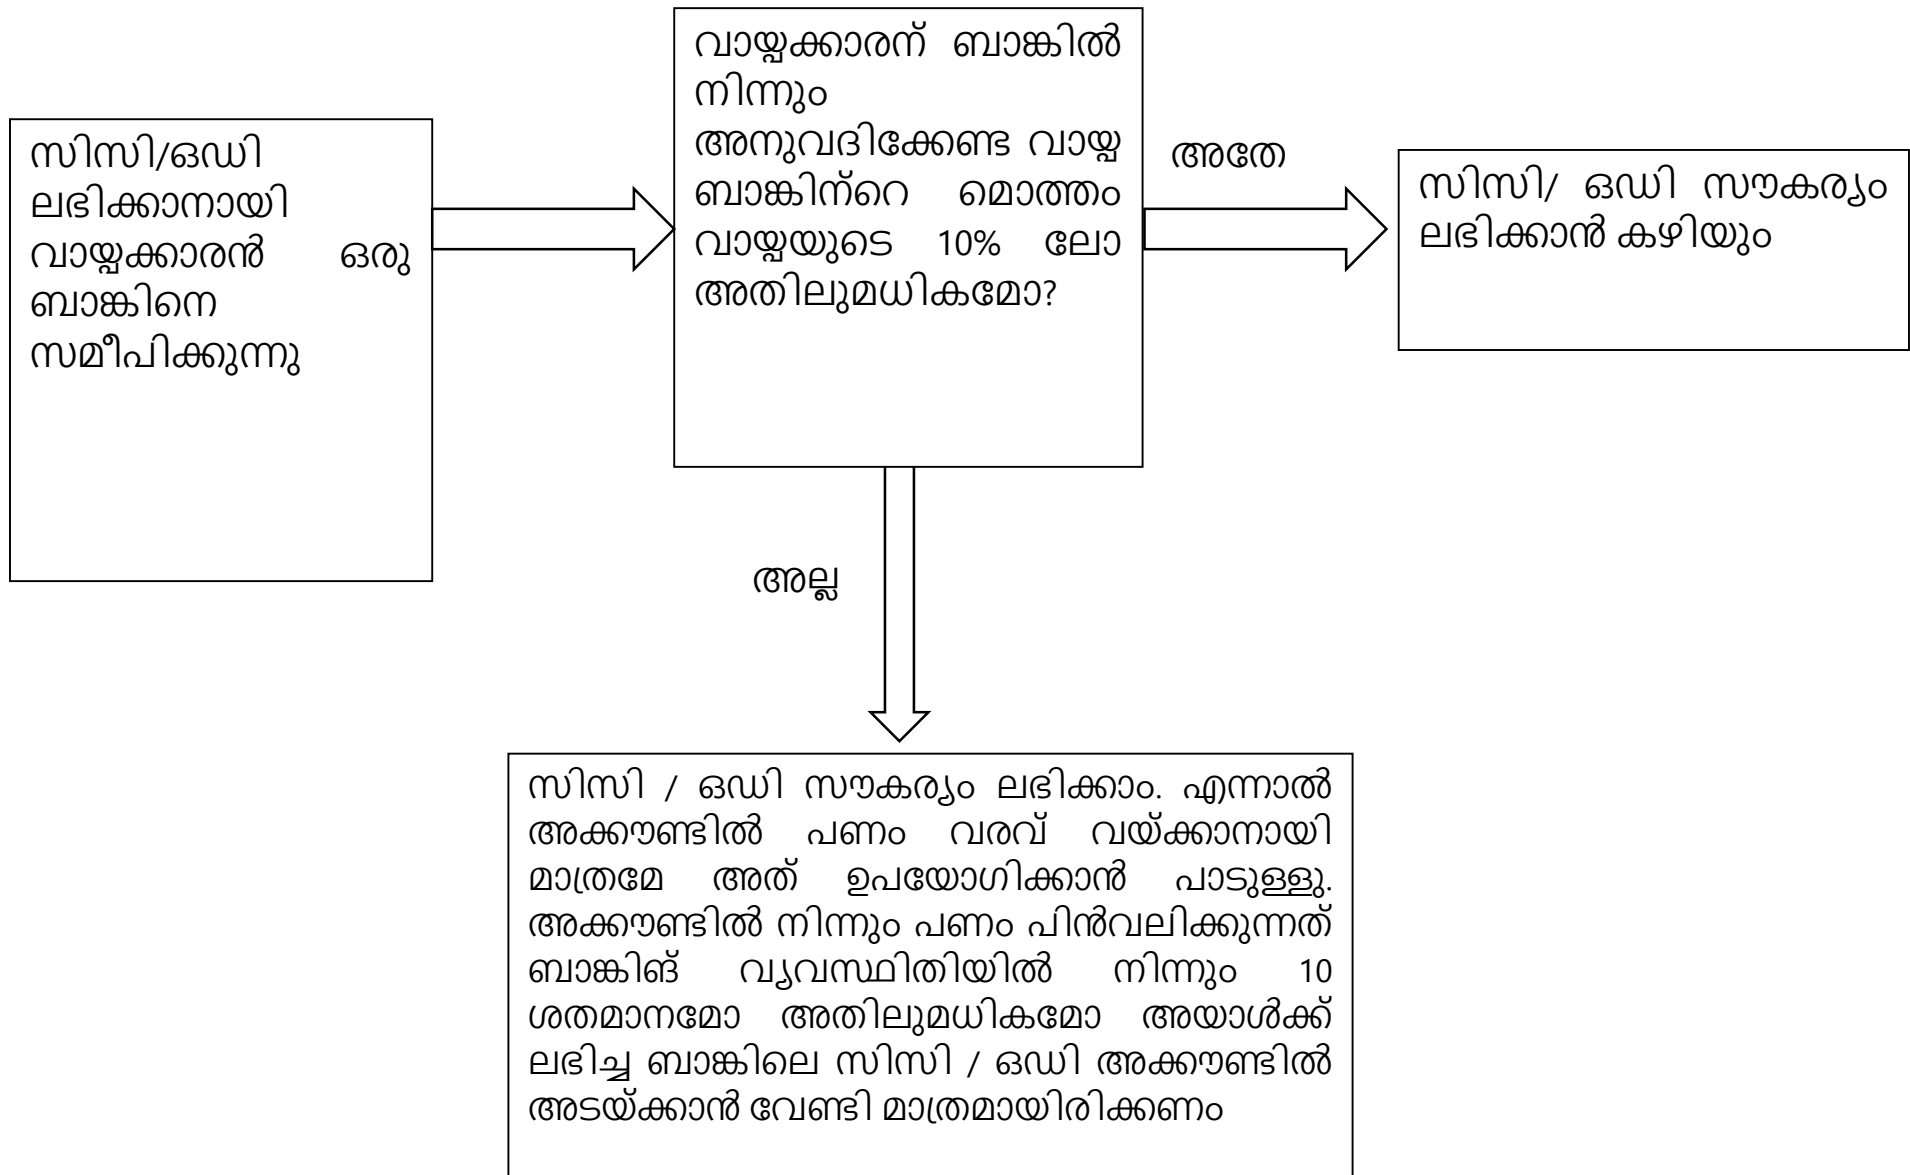 സിസി/ഒഡി
ലഭിക്കാനായി
വായ്പക്കാരൻ ഒരു
ബാങ്കിനെ
സമീപിക്കുന്നു
വായ്പക്കാരന് ബാങ്കിൽ
നിന്നും
അനുവദിക്കേണ്ട വായ്പ
ബാങ്കിന്റെ മൊത്തം
വായ്പയുടെ 10% ലോ
അതിലുമധികമോ?
അതേ
സിസി/ ഒഡി സൗകര്യം
ലഭിക്കാൻ കഴിയും
അല്ല
സിസി / ഒഡി സൗകര്യം ലഭിക്കാം. എന്നാൽ
അക്കൗണ്ടിൽ പണം വരവ് വയ്ക്കാനായി
മാത്രമേ അത് ഉപയോഗിക്കാൻ പാടുള്ളു.
അക്കൗണ്ടിൽ നിന്നും പണം പിൻവലിക്കുന്നത്
ബാങ്കിങ് വ്യവസ്ഥിതിയിൽ നിന്നും 10
ശതമാനമോ അതിലുമധികമോ അയാൾക്ക്
ലഭിച്ച ബാങ്കിലെ സിസി / ഒഡി അക്കൗണ്ടിൽ
അടയ്ക്കാൻ വേണ്ടി മാത്രമായിരിക്കണം